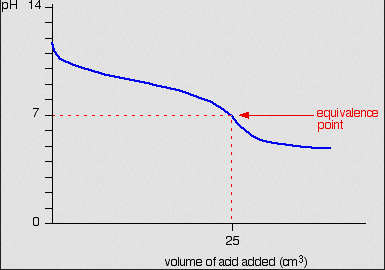 pH 14
7
equivalence
point
0
25
volume of acid added (cm³)